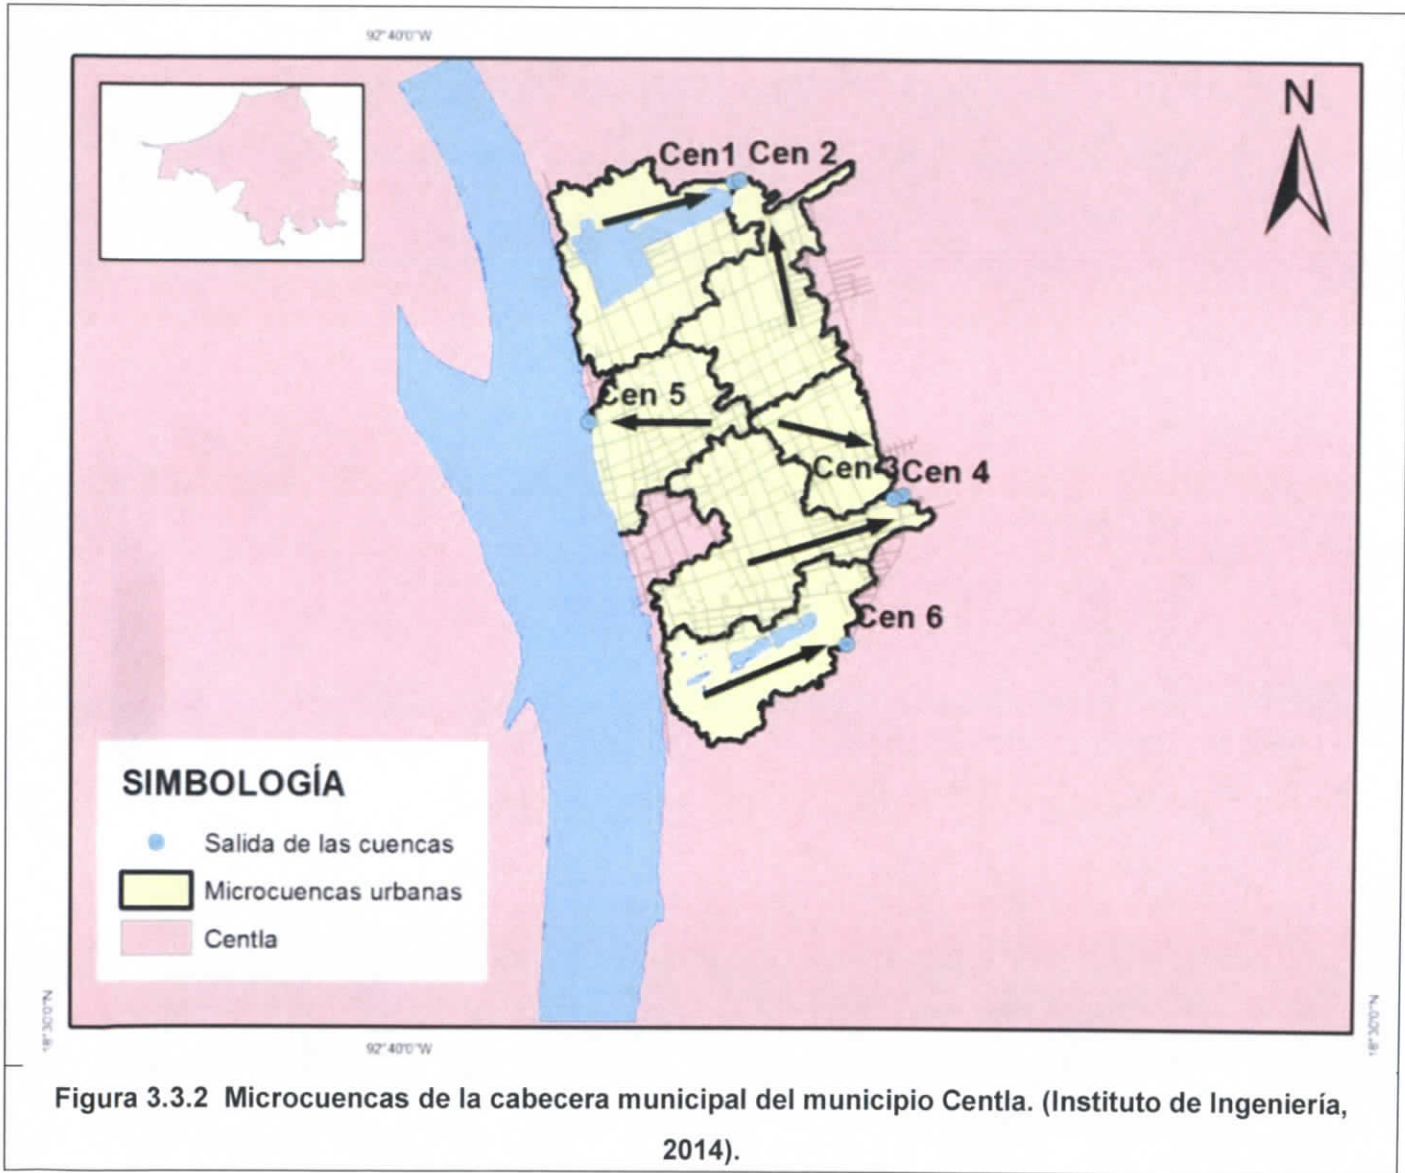 92°40'0"W
N
Cen1 Cen 2
Cen 5
Cen 3 Cen 4
Cen 6
SIMBOLOGÍA
Salida de las cuencas
Microcuencas urbanas
Centla
18°30'0"N
18°30'0"N
92°40'0"W
Figura 3.3.2 Microcuencas de la cabecera municipal del municipio Centla. (Instituto de Ingeniería,
2014).